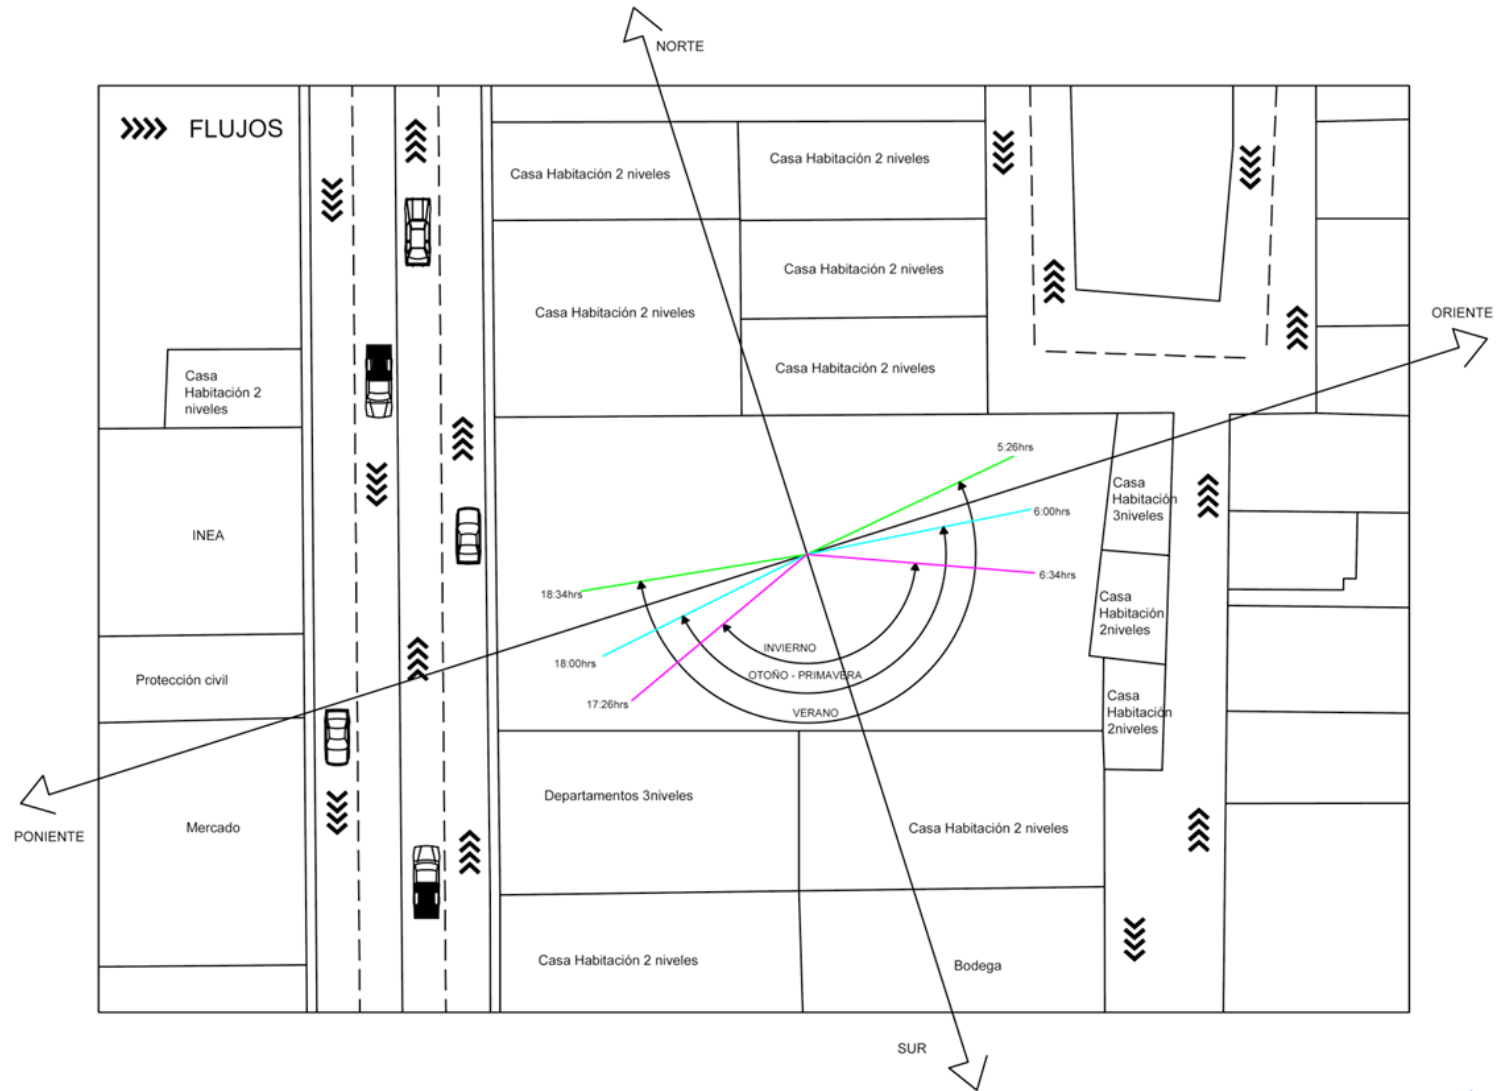 NORTE
FLUJOS
Casa Habitación 2 niveles
Casa Habitación 2 niveles
Casa Habitación 2 niveles
Casa Habitación 2 niveles
Casa Habitación 2 niveles
ORIENTE
Casa
Habitación 2
niveles
5:26hrs
Casa
Habitación
3niveles
6:00hrs
INEA
6:34hrs
18:34hrs
Casa
Habitación
2niveles
INVIERNO
18:00hrs
OTOÑO - PRIMAVERA
Protección civil
17:26hrs
VERANO
Casa
Habitación
2niveles
Departamentos 3niveles
Mercado
Casa Habitación 2 niveles
PONIENTE
Casa Habitación 2 niveles
Bodega
SUR